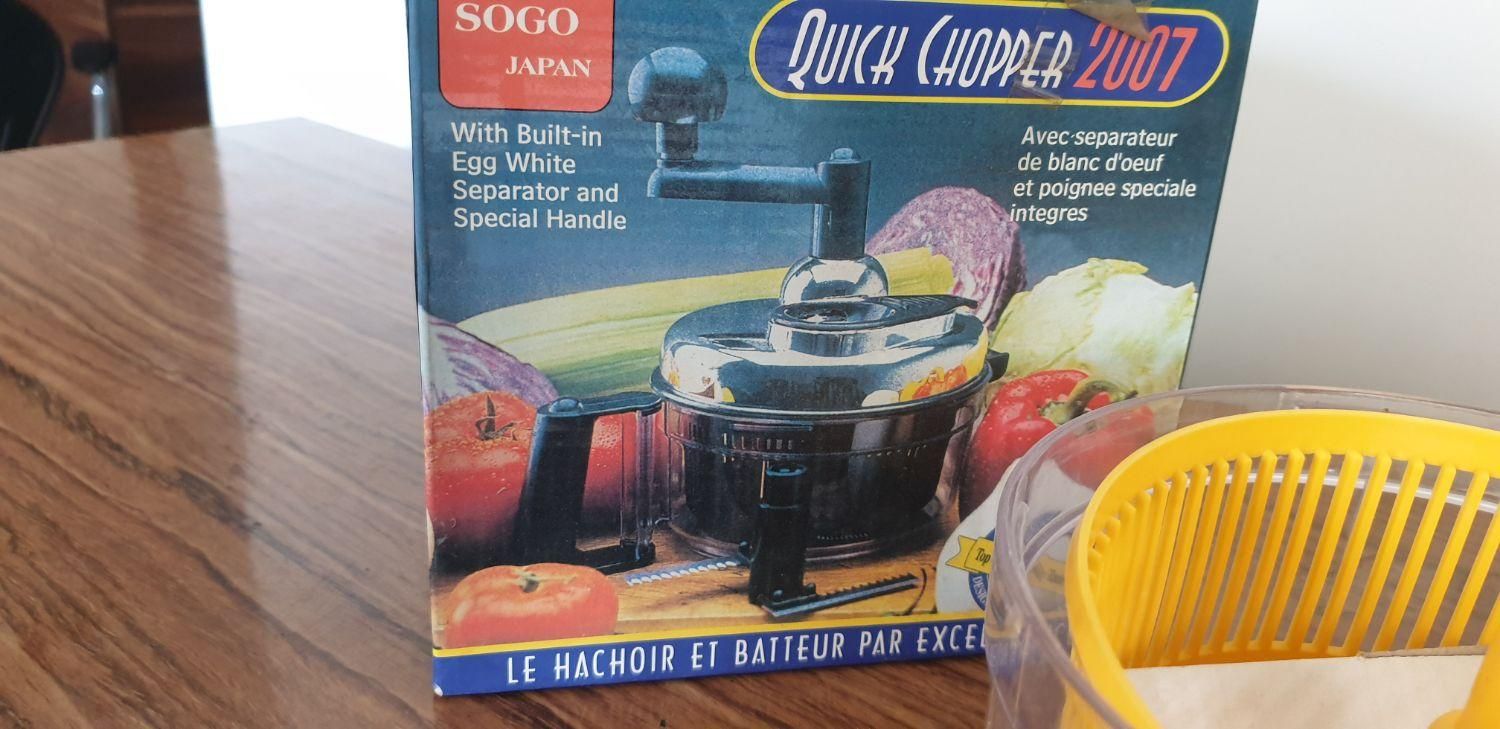 SOGO
JAPAN
QUICK CHOPPER 2007
With Built-in
Egg White
Separator and
Special Handle
Avec separateur
de blanc d'oeuf
et poignee speciale
integres
Top
LE HACHOIR ET BATTEUR PAR